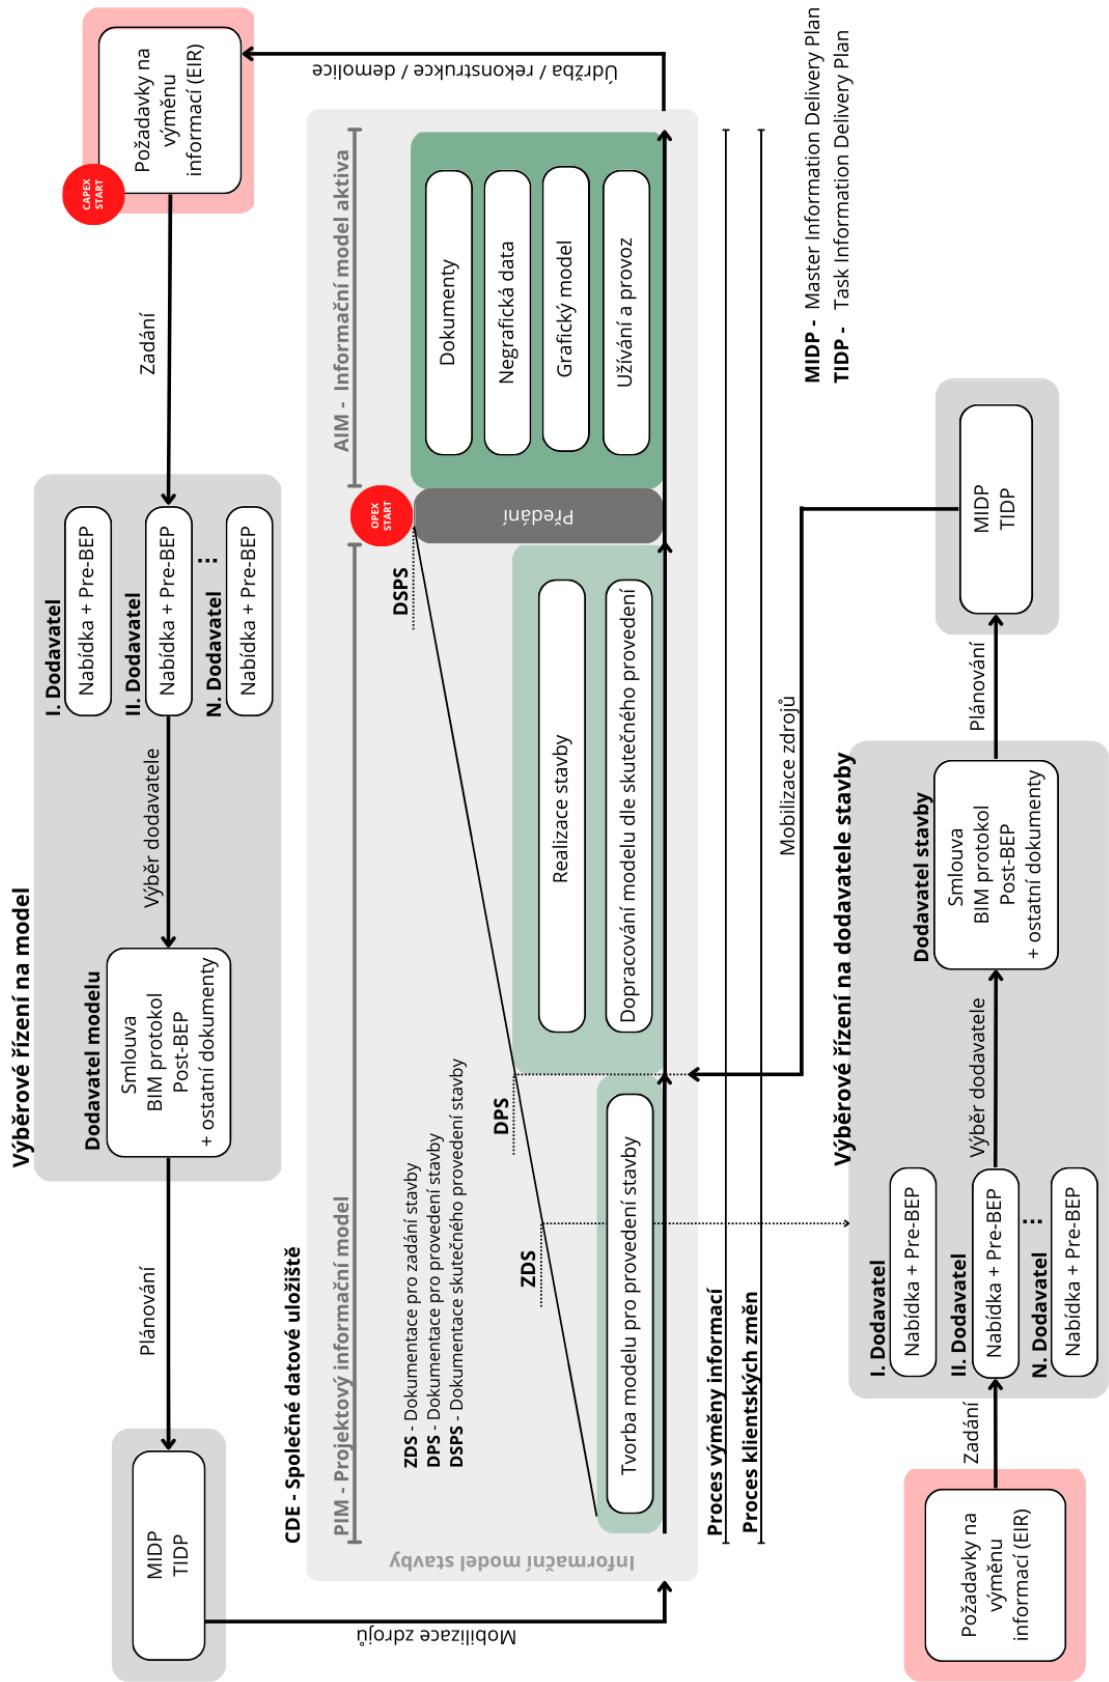 Výběrové řízení na model
MIDP
TIDP
Plánování
Dodavatel modelu
Smlouva
BIM protokol
Post-BEP
+ ostatní dokumenty
Výběr dodavatele
I. Dodavatel
Nabídka + Pre-BEP
II. Dodavatel
Nabídka + Pre-BEP
N. Dodavatel
Nabídka + Pre-BEP
Zadání
CAPEX
START
Požadavky na
výměnu
informací (EIR)
Mobilizace zdrojů
Údržba / rekonstrukce / demolice
CDE - Společné datové uložiště
Informační model stavby
PIM - Projektový informační model
AIM - Informační model aktiva
ZDS - Dokumentace pro zadání stavby
DPS - Dokumentace pro provedení stavby
DSPS - Dokumentace skutečného provedení stavby
ZDS
DPS
DSPS
OPEX
START
Předání
Tvorba modelu pro provedení stavby
Realizace stavby
Dopracování modelu dle skutečného provedení
Dokumenty
Negrafická data
Grafický model
Užívání a provoz
Proces výměny informací
Proces klientských změn
Mobilizace zdrojů
MIDP - Master Information Delivery Plan
TIDP - Task Information Delivery Plan
Výběrové řízení na dodavatele stavby
Požadavky na
výměnu
informací (EIR)
Zadání
I. Dodavatel
Nabídka + Pre-BEP
II. Dodavatel
Nabídka + Pre-BEP
N. Dodavatel
Nabídka + Pre-BEP
Výběr dodavatele
Dodavatel stavby
Smlouva
BIM protokol
Post-BEP
+ ostatní dokumenty
Plánování
MIDP
TIDP